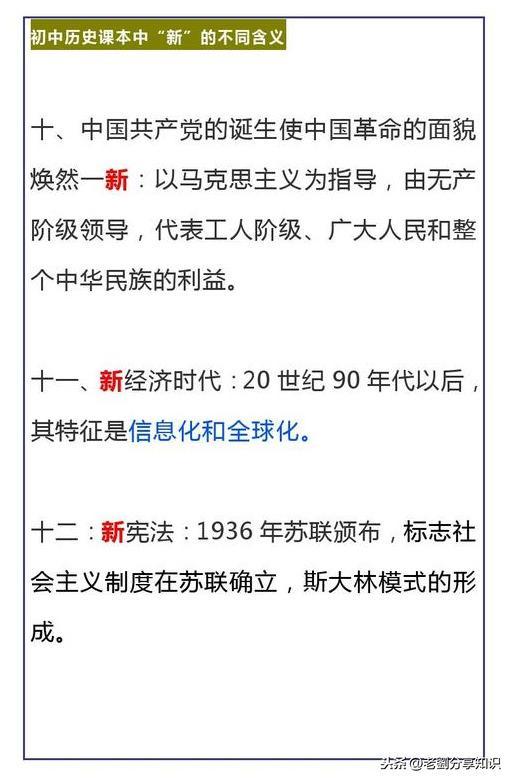 初中历史课本中“新”的不同含义
十、中国共产党的诞生使中国革命的面貌
焕然一新：以马克思主义为指导，由无产
阶级领导，代表工人阶级、广大人民和整
个中华民族的利益。
十一、新经济时代：20 世纪 90 年代以后，
其特征是信息化和全球化。
十二：新宪法：1936 年苏联颁布，标志社
会主义制度在苏联确立，斯大林模式的形
成。
头条 @老劉分享知识